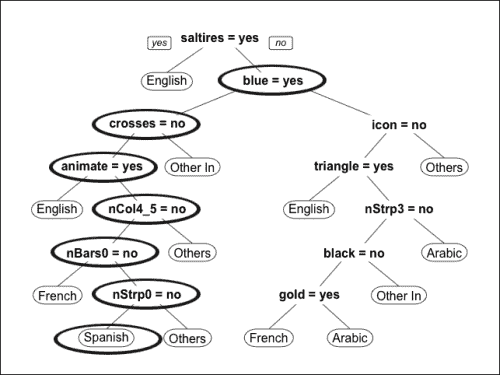 yes saltires = yes no
English blue = yes
crosses = no icon = no
animate = yes Other In triangle = yes Others
English nCol4_5 = no English nStrp3 = no
nBars0 = no Others black = no Arabic
French nStrp0 = no gold = yes Other In
Spanish Others French Arabic